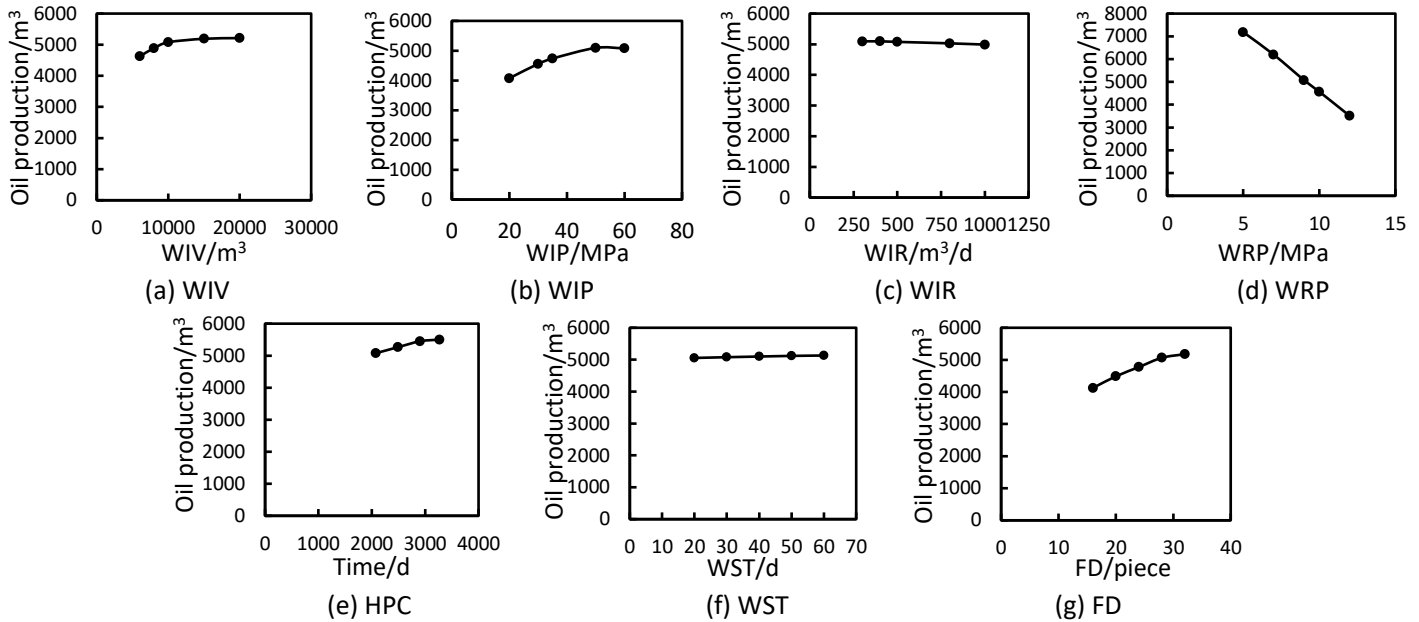 Oil production/m³
6000
5000
4000
3000
2000
1000
0
0 10000 20000 30000
WIV/m³
(a) WIV
Oil production/m³
6000
5000
4000
3000
2000
1000
0
0 20 40 60 80
WIP/MPa
(b) WIP
Oil production/m³
6000
5000
4000
3000
2000
1000
0
0 250 500 750 1000 1250
WIR/m³/d
(c) WIR
Oil production/m³
8000
7000
6000
5000
4000
3000
2000
1000
0
0 5 10 15
WRP/MPa
(d) WRP
Oil production/m³
6000
5000
4000
3000
2000
1000
0
0 1000 2000 3000 4000
Time/d
(e) HPC
Oil production/m³
6000
5000
4000
3000
2000
1000
0
0 10 20 30 40 50 60 70
WST/d
(f) WST
Oil production/m³
6000
5000
4000
3000
2000
1000
0
0 10 20 30 40
FD/piece
(g) FD